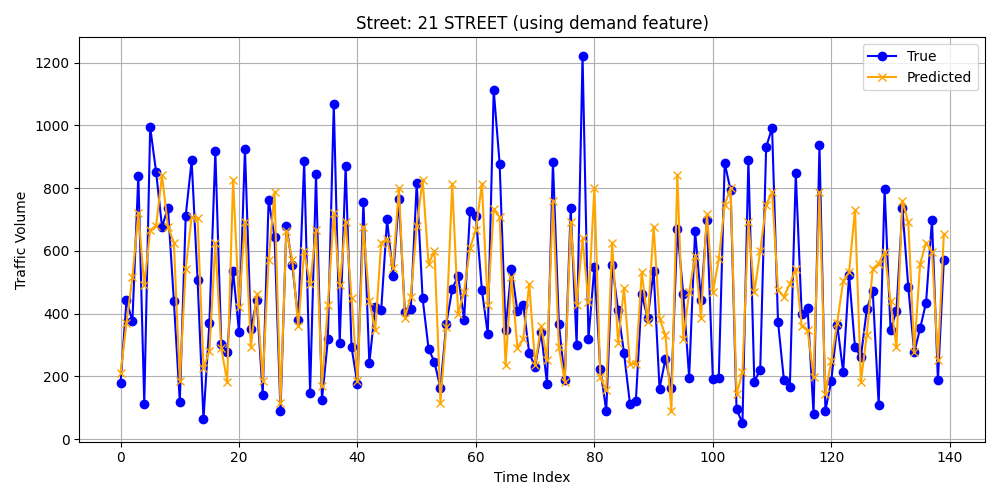 Street: 21 STREET (using demand feature)
True
Predicted
Traffic Volume
1200
1000
800
600
400
200
0
0 20 40 60 80 100 120 140
Time Index